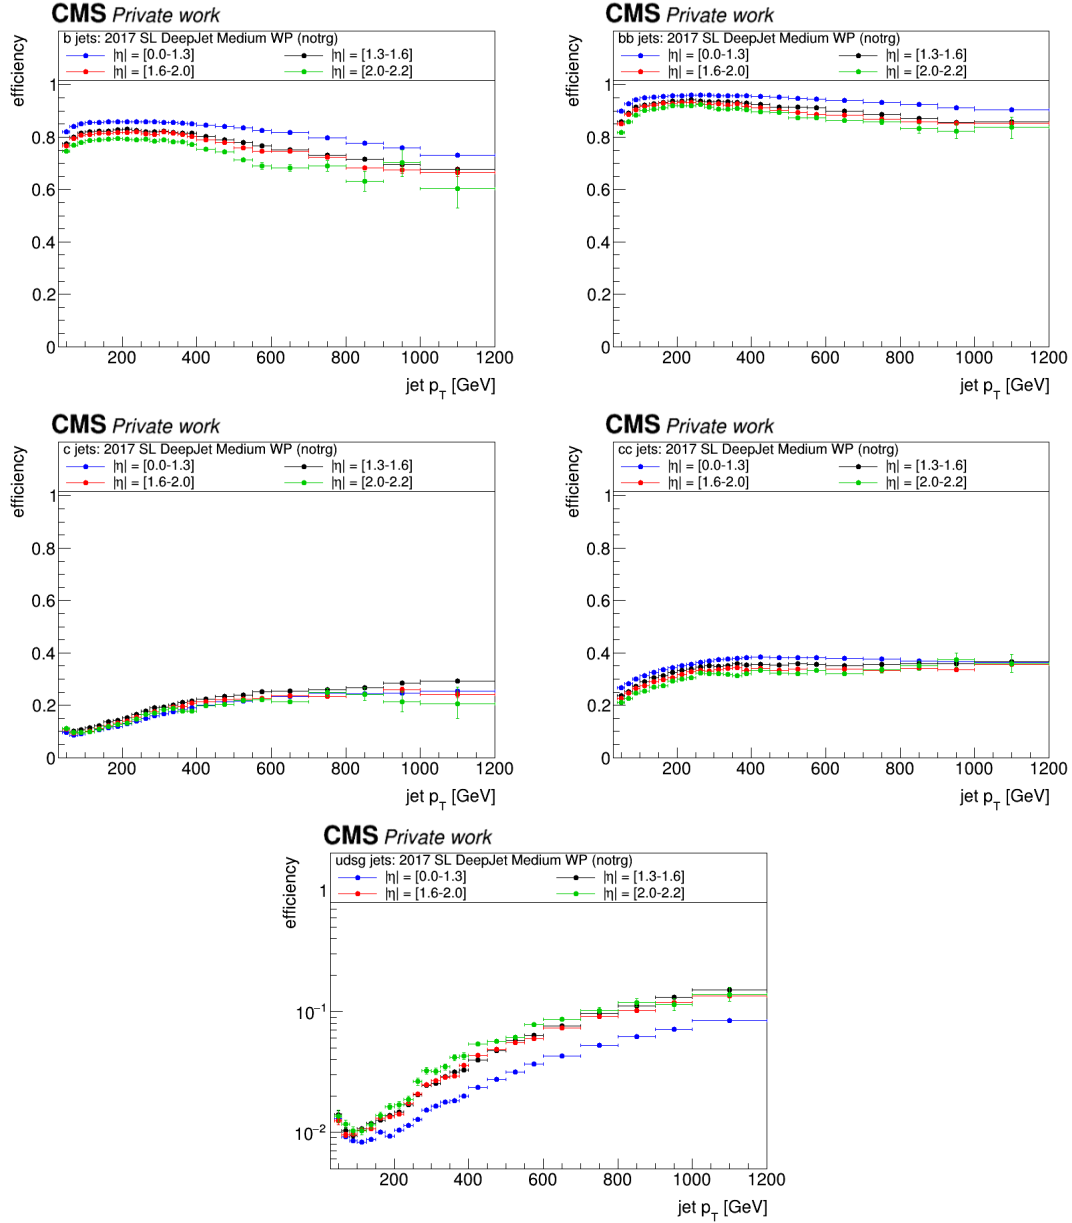 CMS Private work
b jets: 2017 SL DeepJet Medium WP (notrg)
|η| = [0.0-1.3] |η| = [1.3-1.6]
|η| = [1.6-2.0] |η| = [2.0-2.2]
efficiency
1
0.8
0.6
0.4
0.2
0
200 400 600 800 1000 1200
jet pT [GeV]
CMS Private work
bb jets: 2017 SL DeepJet Medium WP (notrg)
|η| = [0.0-1.3] |η| = [1.3-1.6]
|η| = [1.6-2.0] |η| = [2.0-2.2]
efficiency
1
0.8
0.6
0.4
0.2
0
200 400 600 800 1000 1200
jet pT [GeV]
CMS Private work
c jets: 2017 SL DeepJet Medium WP (notrg)
|η| = [0.0-1.3] |η| = [1.3-1.6]
|η| = [1.6-2.0] |η| = [2.0-2.2]
efficiency
1
0.8
0.6
0.4
0.2
0
200 400 600 800 1000 1200
jet pT [GeV]
CMS Private work
cc jets: 2017 SL DeepJet Medium WP (notrg)
|η| = [0.0-1.3] |η| = [1.3-1.6]
|η| = [1.6-2.0] |η| = [2.0-2.2]
efficiency
1
0.8
0.6
0.4
0.2
0
200 400 600 800 1000 1200
jet pT [GeV]
CMS Private work
udsg jets: 2017 SL DeepJet Medium WP (notrg)
|η| = [0.0-1.3] |η| = [1.3-1.6]
|η| = [1.6-2.0] |η| = [2.0-2.2]
efficiency
1
10⁻¹
10⁻²
200 400 600 800 1000 1200
jet pT [GeV]